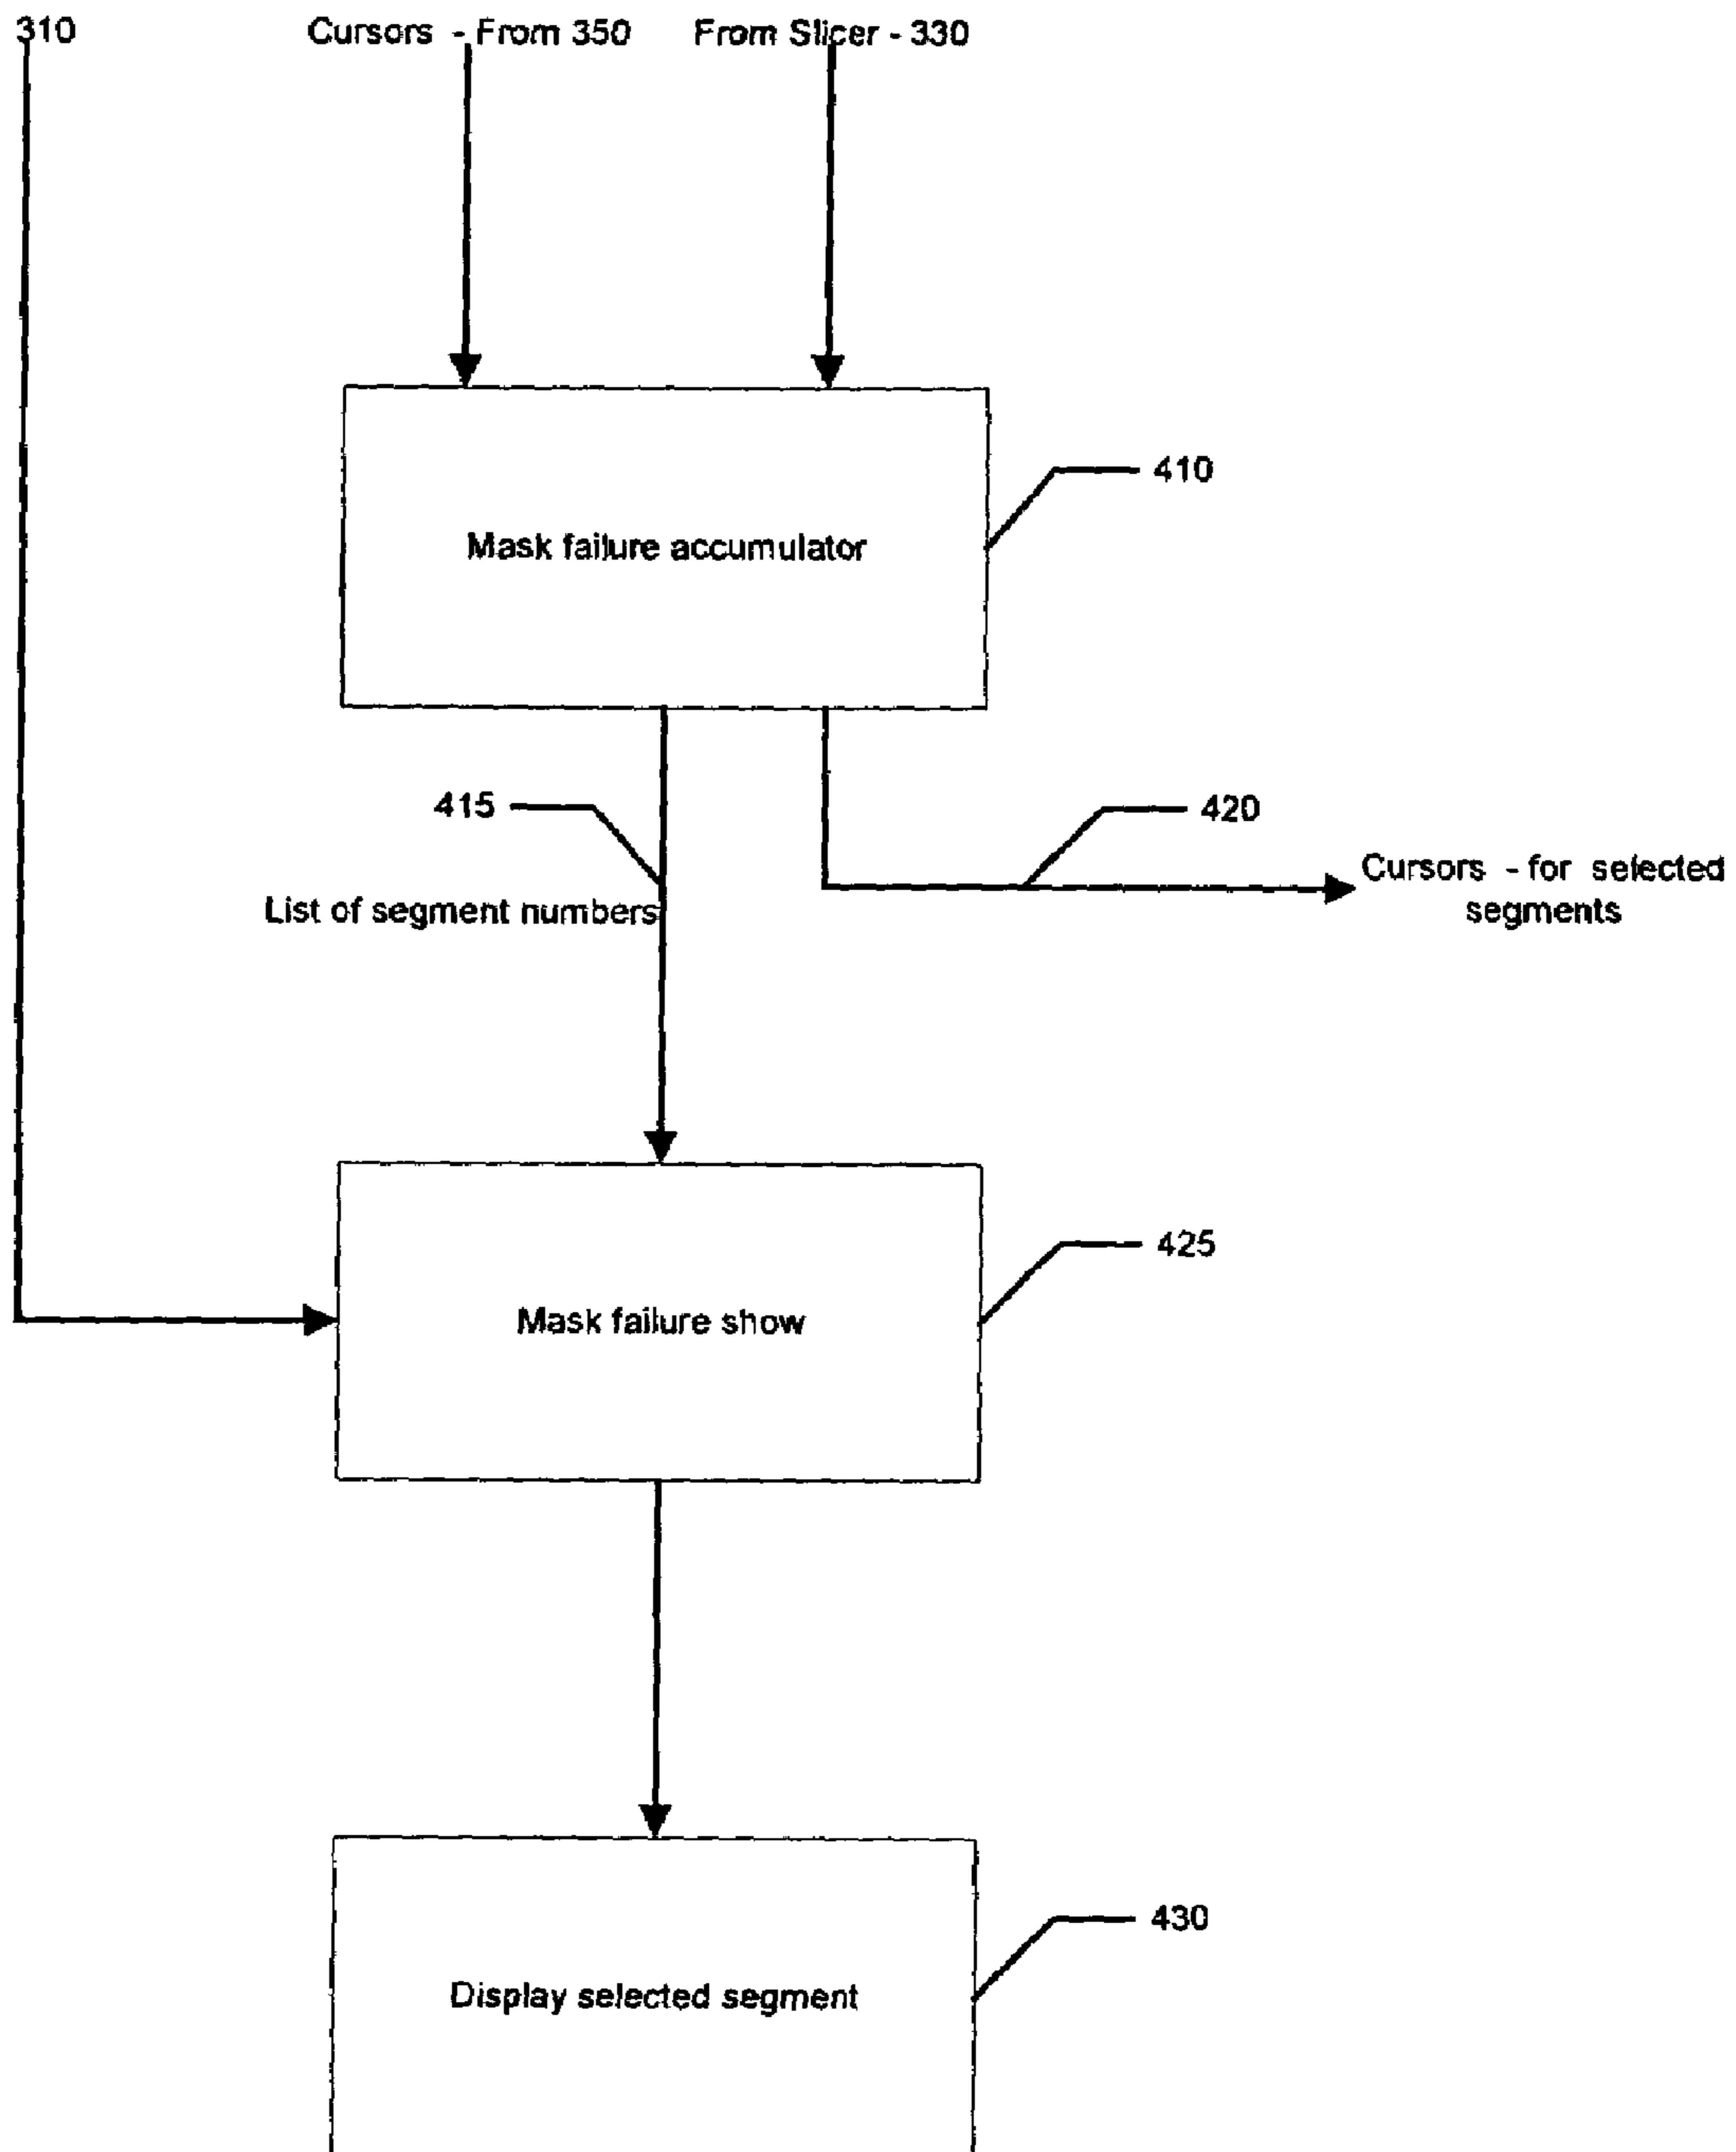 310
Cursors - From 350
From Slicer - 330
410
Mask failure accumulator
415
420
Cursors - for selected
segments
List of segment numbers
425
Mask failure show
430
Display selected segment